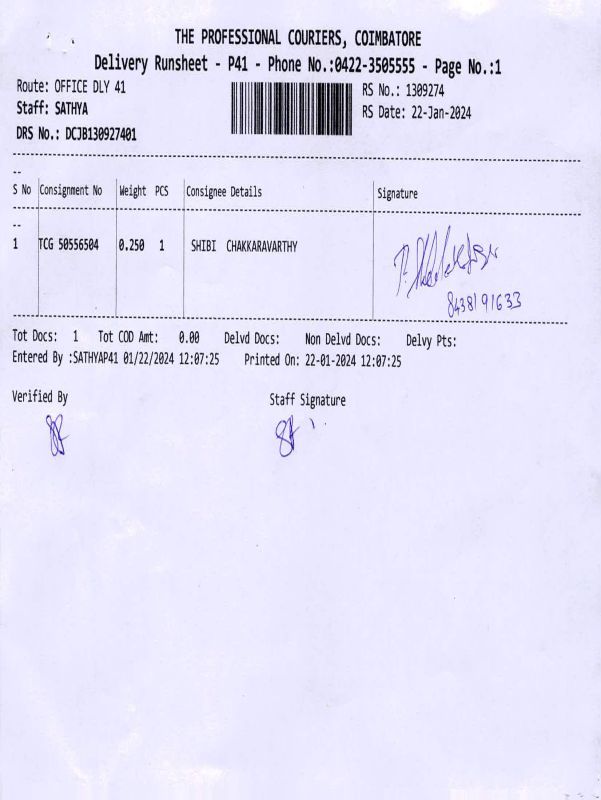 THE PROFESSIONAL COURIERS, COIMBATORE
Delivery Runsheet - P41 - Phone No.:0422-3505555 - Page No.:1
Route: OFFICE DLY 41 RS No.: 1309274
Staff: SATHYA RS Date: 22-Jan-2024
DRS No.: DCJB130927401
S No Consignment No Weight PCS Consignee Details Signature
1 TCG 50556504 0.250 1 SHIBI CHAKKARAVARTHY
8438191633
Tot Docs: 1 Tot COD Amt: 0.00 Delvd Docs: Non Delvd Docs: Delvy Pts:
Entered By :SATHYAP41 01/22/2024 12:07:25 Printed On: 22-01-2024 12:07:25
Verified By Staff Signature